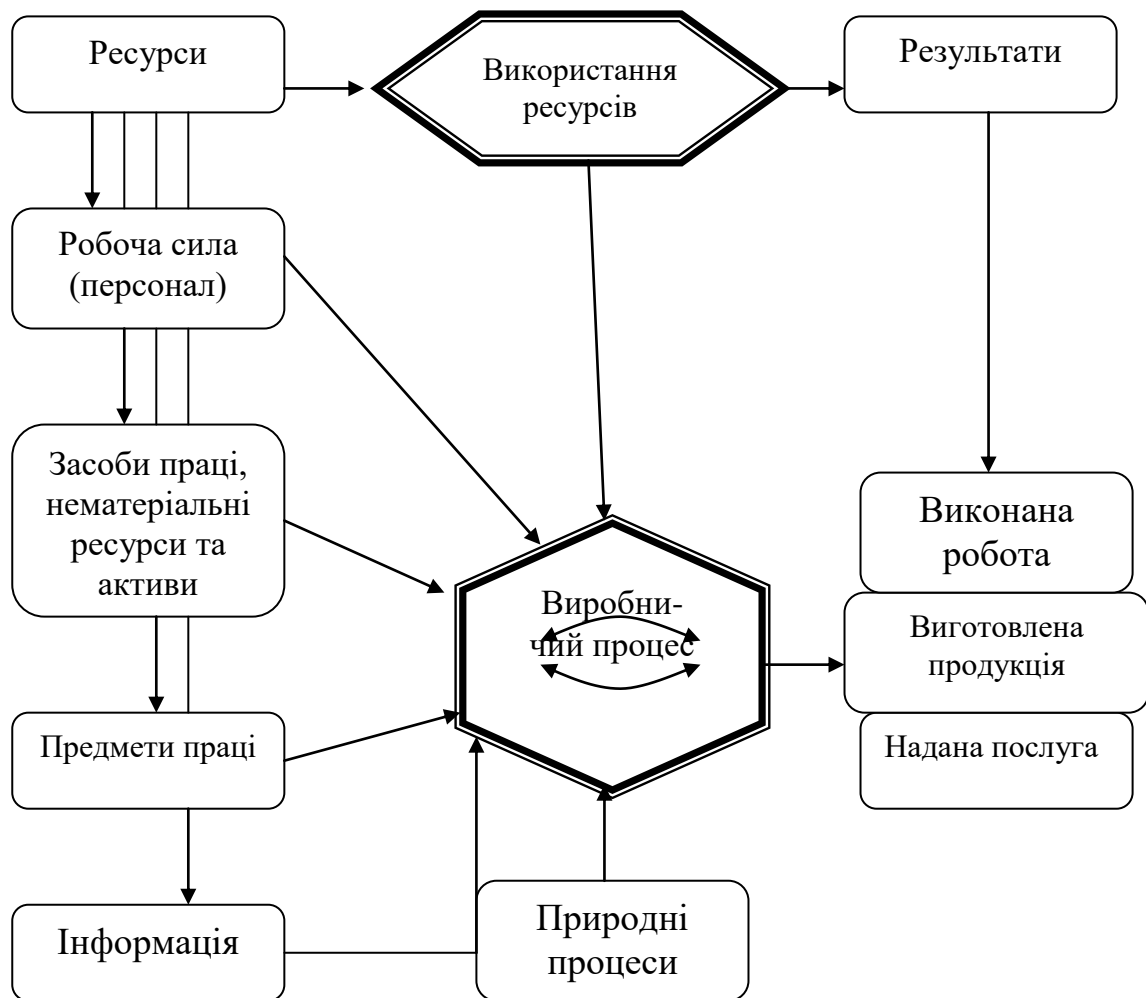 Ресурси
Використання
ресурсів
Результати
Робоча сила
(персонал)
Засоби праці,
нематеріальні
ресурси та
активи
Виконана
робота
Виробни-
чий процес
Виготовлена
продукція
Предмети праці
Надана послуга
Інформація
Природні
процеси